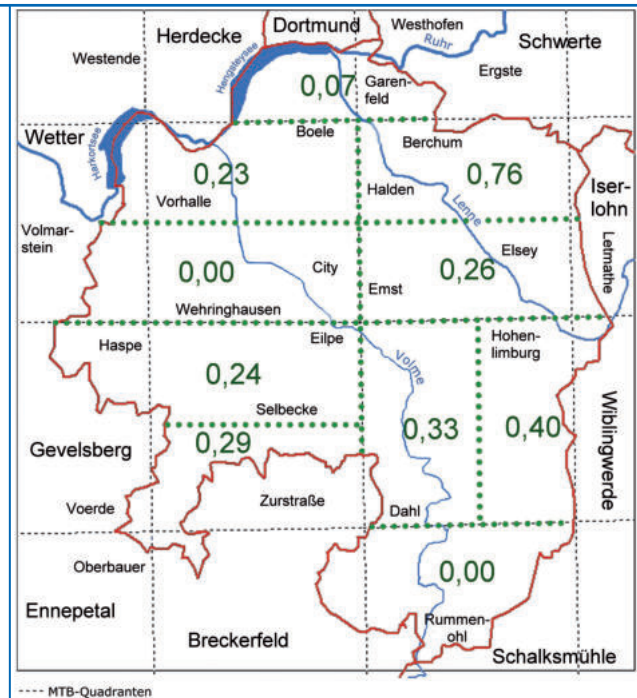 Dortmund
Westhofen
Herdecke
Schwerte
Westende
Ruhr
Hengsteysee
Ergste
0,07
Garen-
feld
Wetter
Harkortsee
Boele
Berchum
0,23
0,76
Iser-
lohn
Vorhalle
Halden
Lenne
Volmar-
stein
Elsey
Letmathe
0,00
City
0,26
Emst
Wehringhausen
Eilpe
Hohen-
limburg
Haspe
Volme
0,24
Selbecke
0,33
0,40
Wiblingwerde
Gevelsberg
0,29
Voerde
Zurstraße
Dahl
Oberbauer
0,00
Ennepetal
Rummen-
ohl
Breckerfeld
Schalksmühle
---- MTB-Quadranten